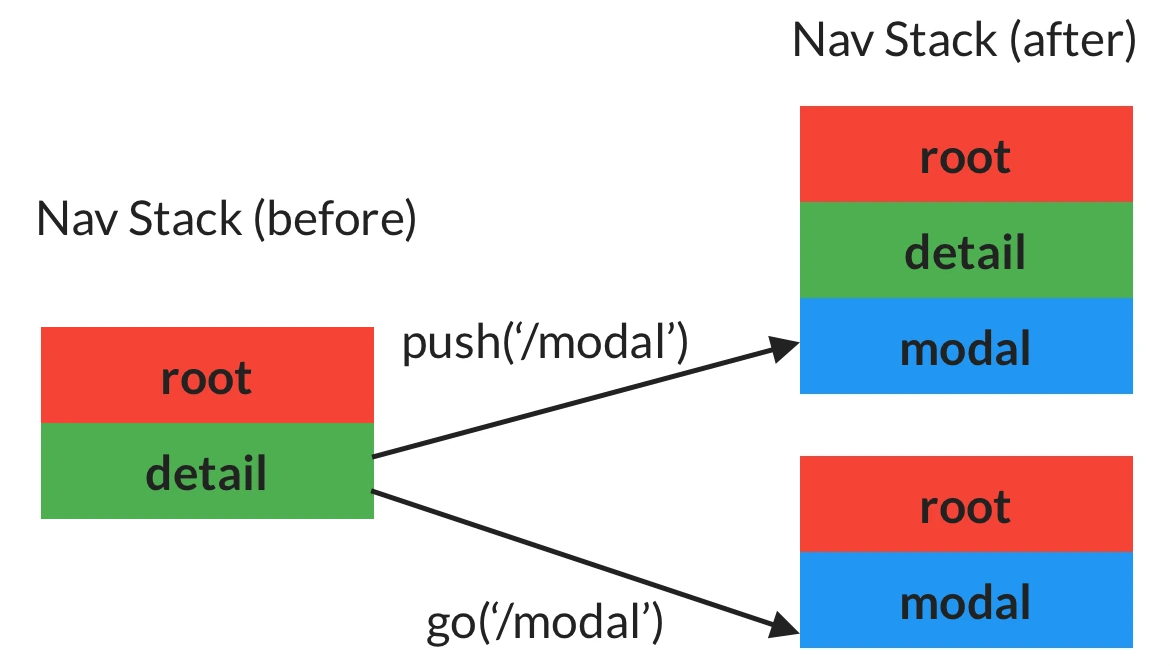 Nav Stack (before)
root
detail
push(‘/modal’)
go(‘/modal’)
Nav Stack (after)
root
detail
modal
root
modal